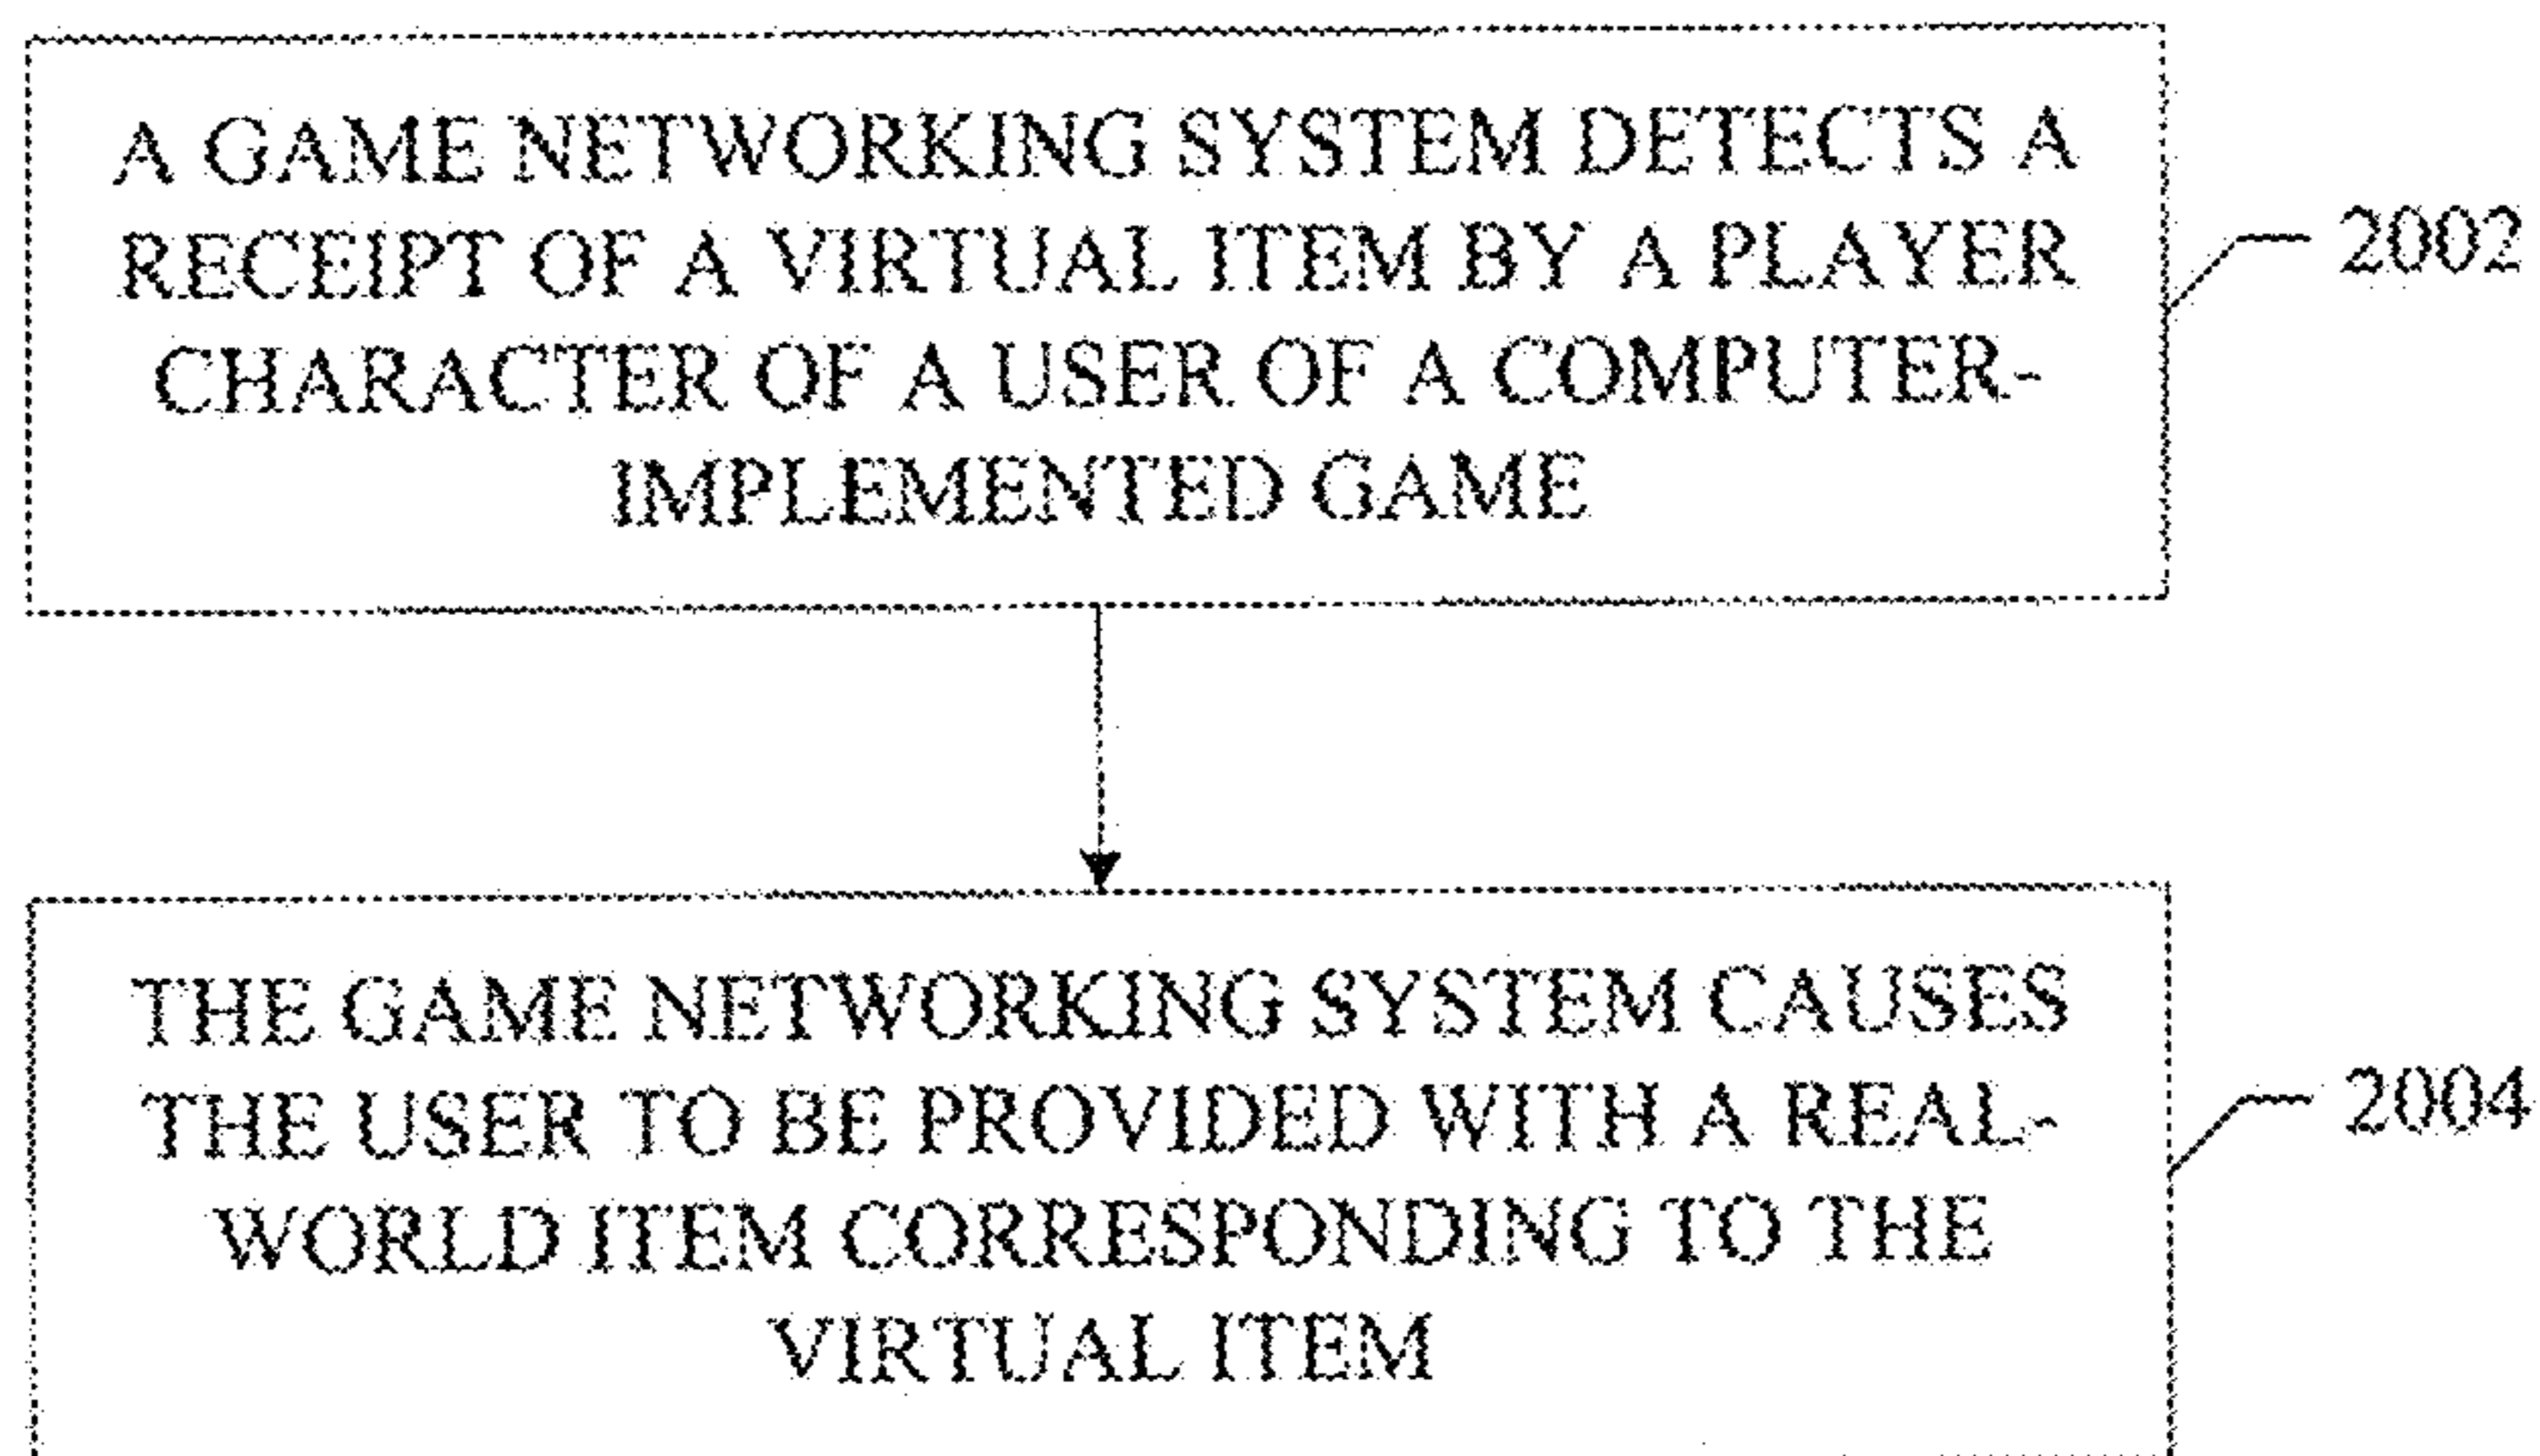 A GAME NETWORKING SYSTEM DETECTS A
RECEIPT OF A VIRTUAL ITEM BY A PLAYER
CHARACTER OF A USER OF A COMPUTER-
IMPLEMENTED GAME
2002
THE GAME NETWORKING SYSTEM CAUSES
THE USER TO BE PROVIDED WITH A REAL-
WORLD ITEM CORRESPONDING TO THE
VIRTUAL ITEM
2004